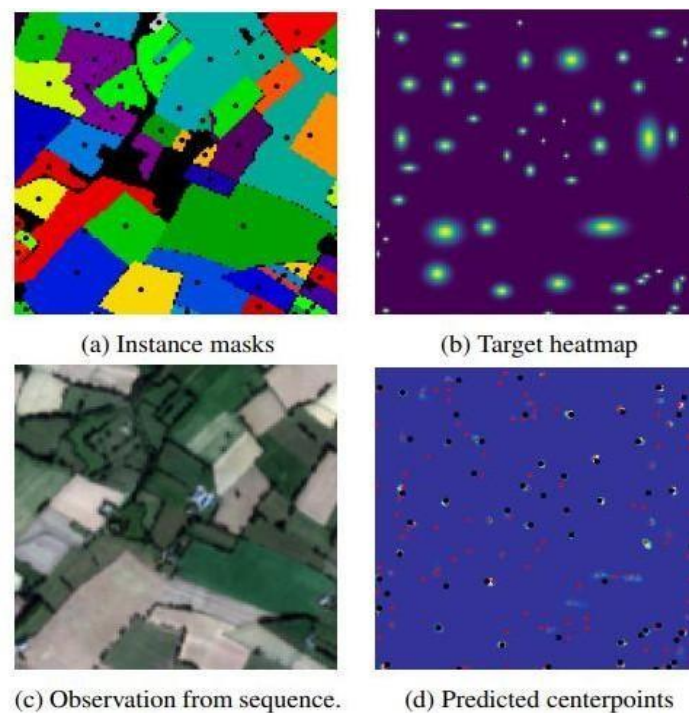 (a) Instance masks
(b) Target heatmap
(c) Observation from sequence.
(d) Predicted centerpoints